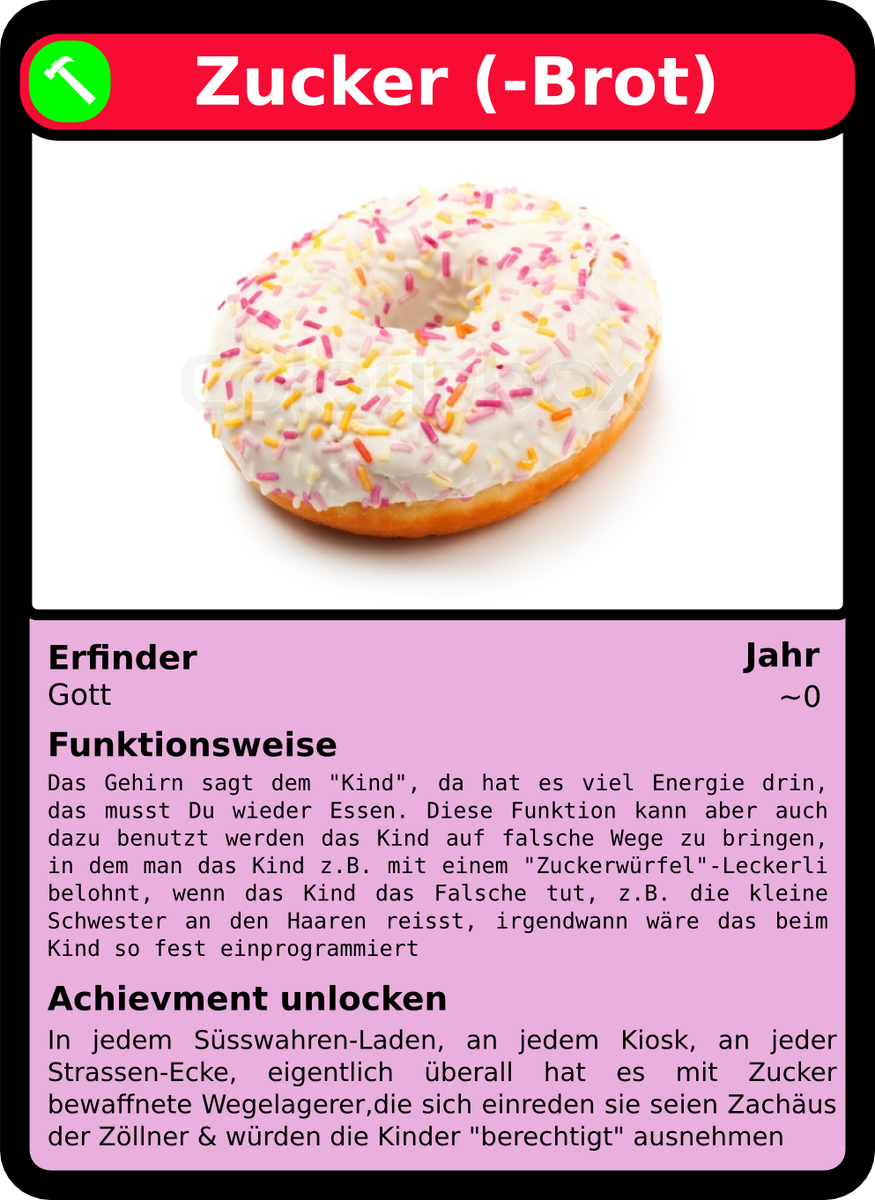 Zucker (-Brot)
colourbox
Erfinder
Jahr
Gott
~0
Funktionsweise
Das Gehirn sagt dem "Kind", da hat es viel Energie drin,
das musst Du wieder Essen. Diese Funktion kann aber auch
dazu benutzt werden das Kind auf falsche Wege zu bringen,
in dem man das Kind z.B. mit einem "Zuckerwürfel"-Leckerli
belohnt, wenn das Kind das Falsche tut, z.B. die kleine
Schwester an den Haaren reisst, irgendwann wäre das beim
Kind so fest einprogrammiert
Achievment unlocken
In jedem Süsswahren-Laden, an jedem Kiosk, an jeder
Strassen-Ecke, eigentlich überall hat es mit Zucker
bewaffnete Wegelagerer,die sich einreden sie seien Zachäus
der Zöllner & würden die Kinder "berechtigt" ausnehmen